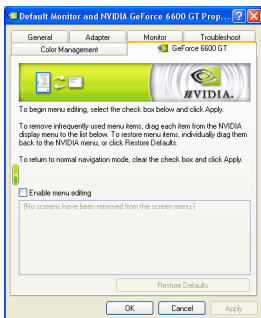 Default Monitor and NVIDIA GeForce 6600 GT Prop...
General Adapter Monitor Troubleshoot
Color Management GeForce 6600 GT
NVIDIA.
To begin menu editing, select the check box below and click Apply.
To remove infrequently used menu items, drag each item from the NVIDIA
display menu to the list below. To restore menu items, individually drag them
back to the NVIDIA menu, or click Restore Defaults.
To return to normal navigation mode, clear the check box and click Apply.
Enable menu editing
(No screens have been removed from the screen menu.)
Restore Defaults
OK Cancel Apply